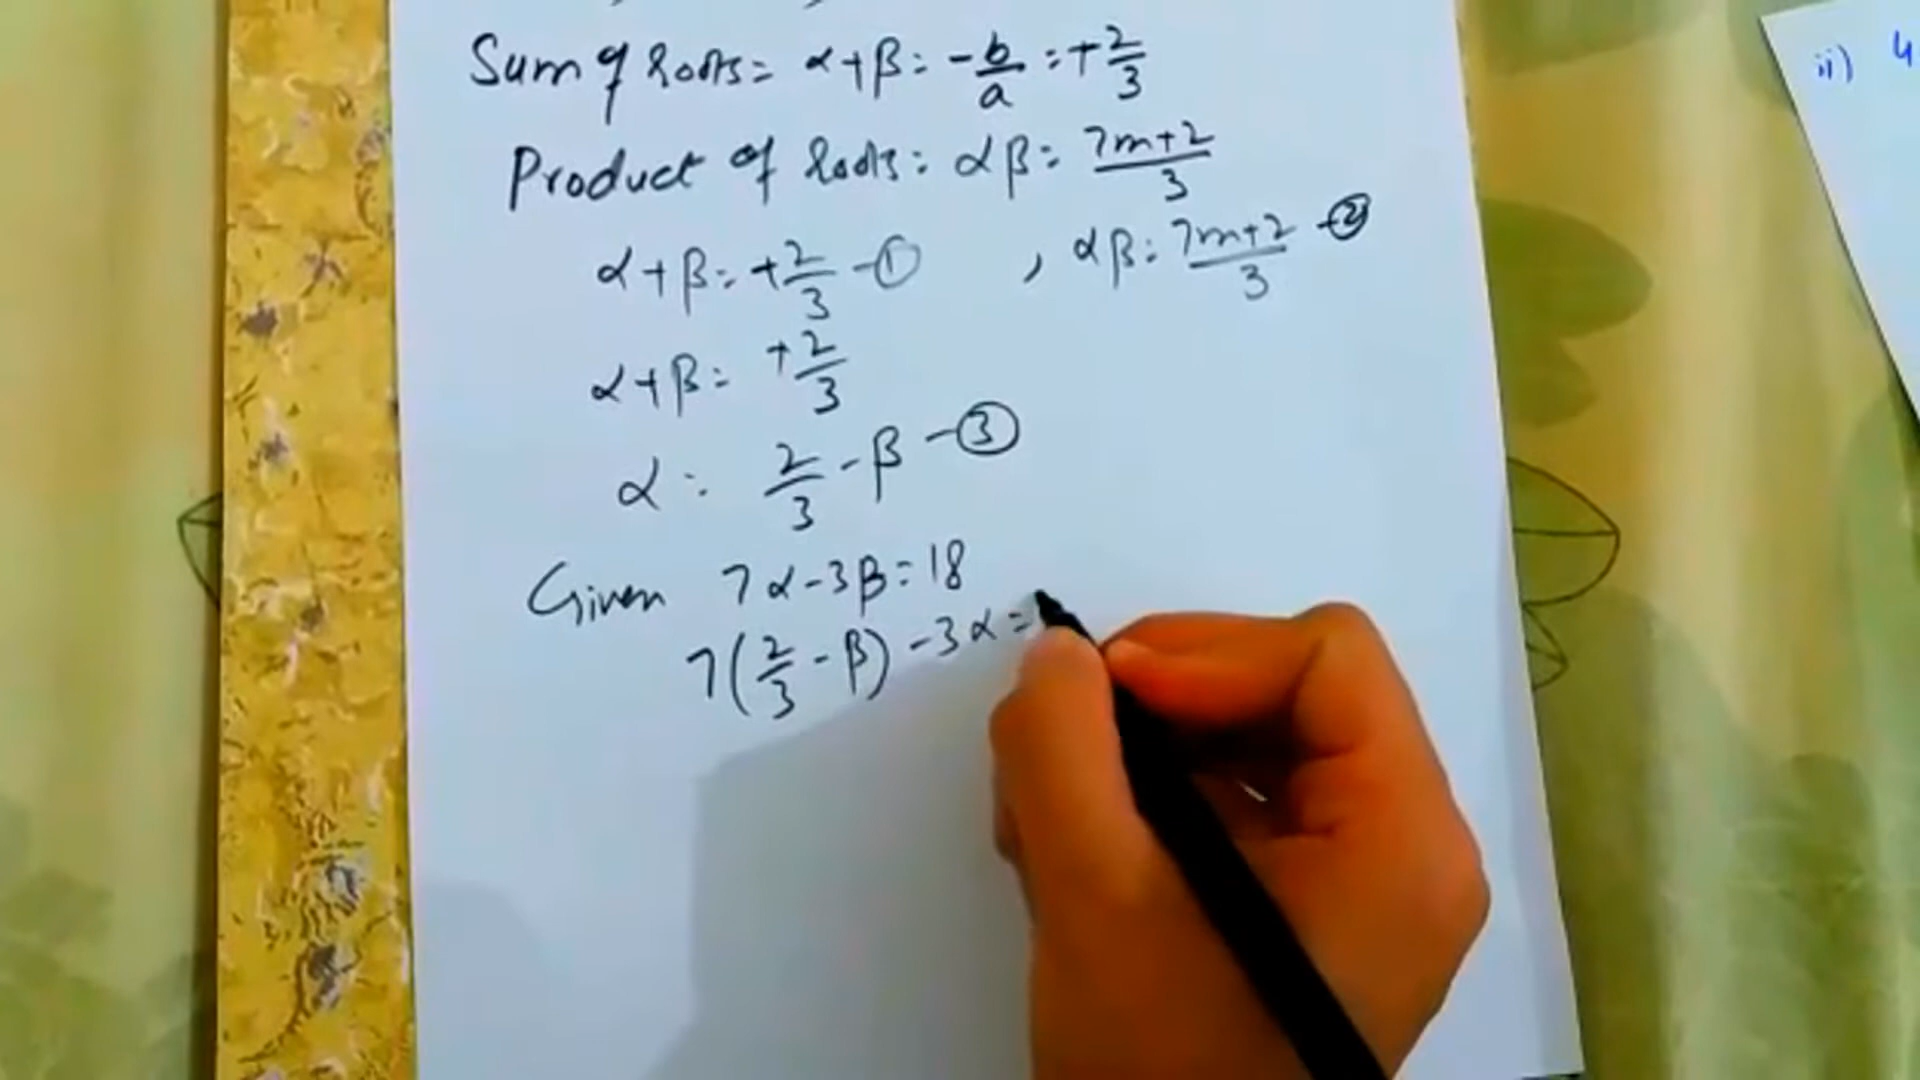 Sum of Roots = α+β = -b/a = +2/3
Product of Roots = αβ = 7m+2/3
α+β = +2/3 -① , αβ = 7m+2/3 -②
α+β = +2/3
α = 2/3 - β -③
Given 7α-3β=18
7(2/3 - β) -3α =
ii) 4